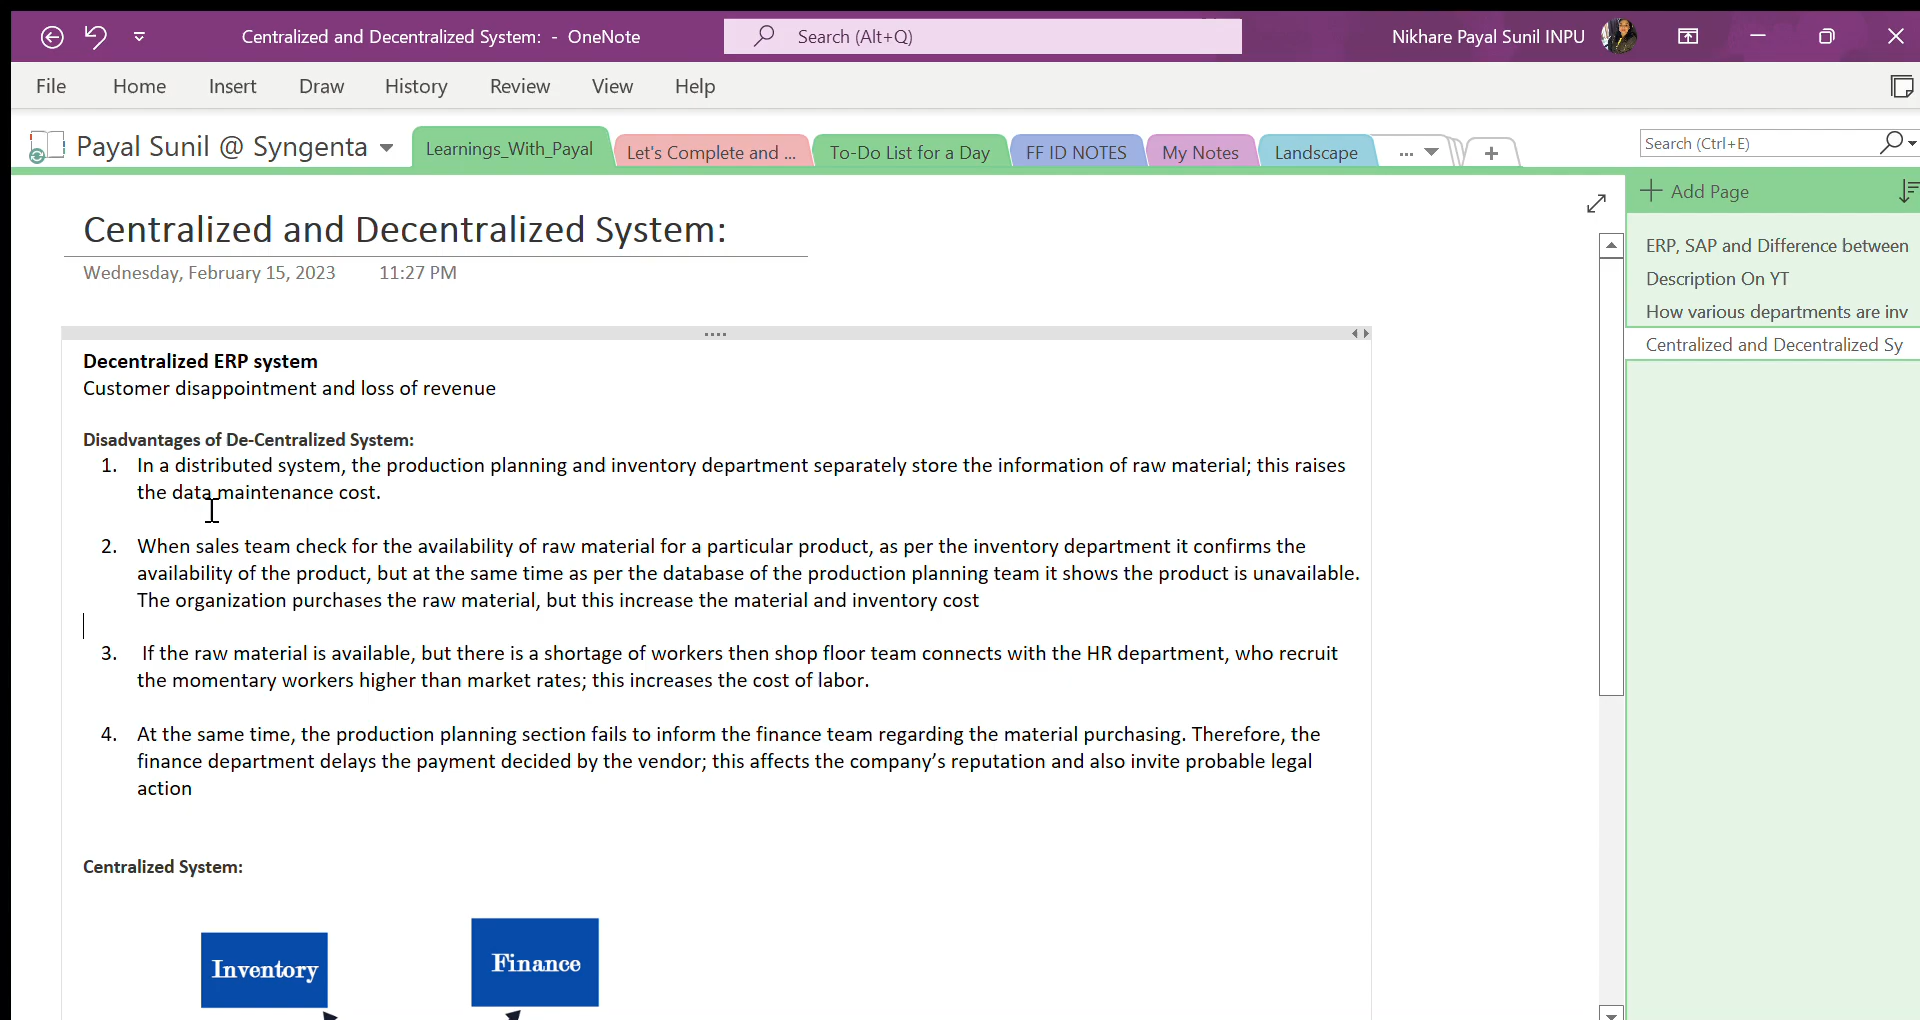 Centralized and Decentralized System: - OneNote
Search (Alt+Q)
Nikhare Payal Sunil INPU
File Home Insert Draw History Review View Help
Payal Sunil @ Syngenta
Learnings_With_Payal
Let's Complete and ...
To-Do List for a Day
FF ID NOTES
My Notes
Landscape
...
Search (Ctrl+E)
Add Page
ERP, SAP and Difference between
Description On YT
How various departments are inv
Centralized and Decentralized Sy
Centralized and Decentralized System:
Wednesday, February 15, 2023 11:27 PM
Decentralized ERP system
Customer disappointment and loss of revenue
Disadvantages of De-Centralized System:
1. In a distributed system, the production planning and inventory department separately store the information of raw material; this raises
the data maintenance cost.
2. When sales team check for the availability of raw material for a particular product, as per the inventory department it confirms the
availability of the product, but at the same time as per the database of the production planning team it shows the product is unavailable.
The organization purchases the raw material, but this increase the material and inventory cost
3. If the raw material is available, but there is a shortage of workers then shop floor team connects with the HR department, who recruit
the momentary workers higher than market rates; this increases the cost of labor.
4. At the same time, the production planning section fails to inform the finance team regarding the material purchasing. Therefore, the
finance department delays the payment decided by the vendor; this affects the company’s reputation and also invite probable legal
action
Centralized System:
Inventory
Finance